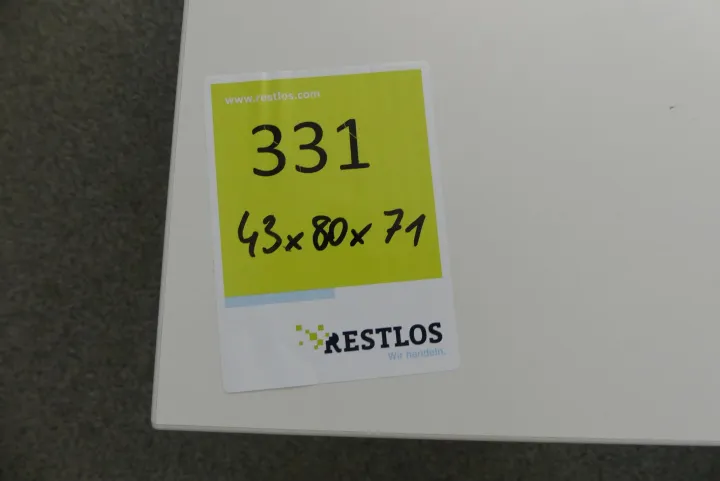 www.restlos.com
331
43x80x71
RESTLOS
Wir handeln.